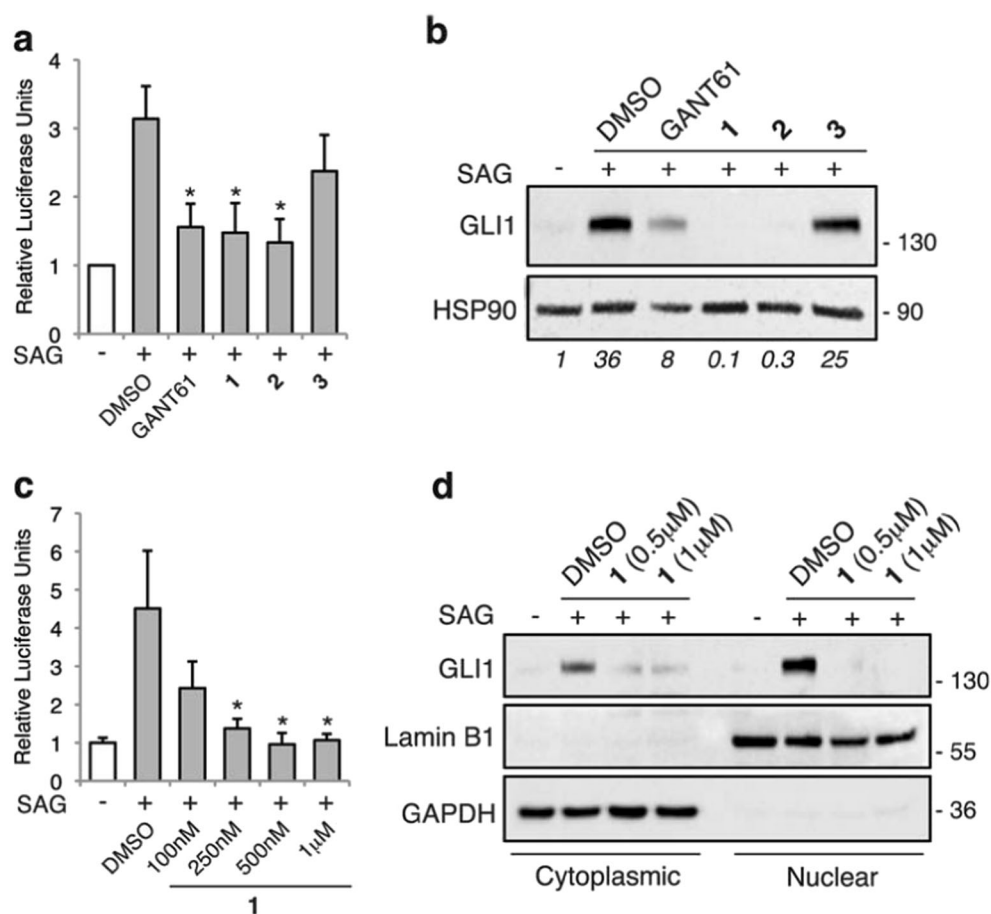 a
Relative Luciferase Units
4
3
2
1
0
* * *
SAG - + + + + +
DMSO GANT61 1 2 3
b
DMSO GANT61 1 2 3
SAG - + + + + +
GLI1 - 130
HSP90 - 90
1 36 8 0.1 0.3 25
c
Relative Luciferase Units
7
6
5
4
3
2
1
0
* * *
SAG - + + + + +
DMSO 100nM 250nM 500nM 1µM
1
d
DMSO 1 (0.5µM) 1 (1µM) DMSO 1 (0.5µM) 1 (1µM)
SAG - + + + - + + +
GLI1 - 130
Lamin B1 - 55
GAPDH - 36
Cytoplasmic Nuclear